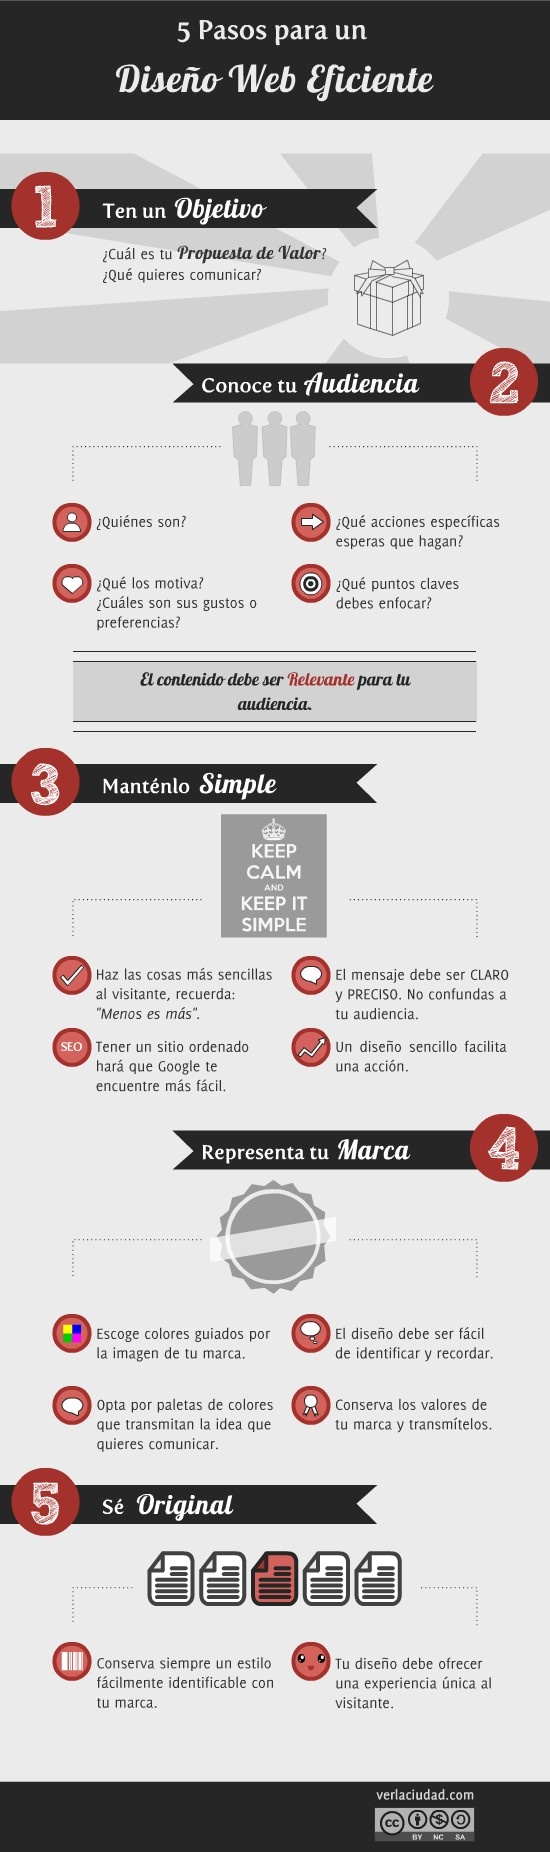 5 Pasos para un
Diseño Web Eficiente
1
Ten un Objetivo
¿Cuál es tu Propuesta de Valor?
¿Qué quieres comunicar?
Conoce tu Audiencia
2
¿Quiénes son?
¿Qué acciones específicas
esperas que hagan?
¿Qué los motiva?
¿Cuáles son sus gustos o
preferencias?
¿Qué puntos claves
debes enfocar?
El contenido debe ser Relevante para tu
audiencia.
3
Manténlo Simple
KEEP
CALM
AND
KEEP IT
SIMPLE
Haz las cosas más sencillas
al visitante, recuerda:
"Menos es más".
El mensaje debe ser CLARO
y PRECISO. No confundas a
tu audiencia.
SEO
Tener un sitio ordenado
hará que Google te
encuentre más fácil.
Un diseño sencillo facilita
una acción.
Representa tu Marca
4
Escoge colores guiados por
la imagen de tu marca.
El diseño debe ser fácil
de identificar y recordar.
Opta por paletas de colores
que transmitan la idea que
quieres comunicar.
Conserva los valores de
tu marca y transmítelos.
5
Sé Original
Conserva siempre un estilo
fácilmente identificable con
tu marca.
Tu diseño debe ofrecer
una experiencia única al
visitante.
verlaciudad.com
cc
BY NC SA